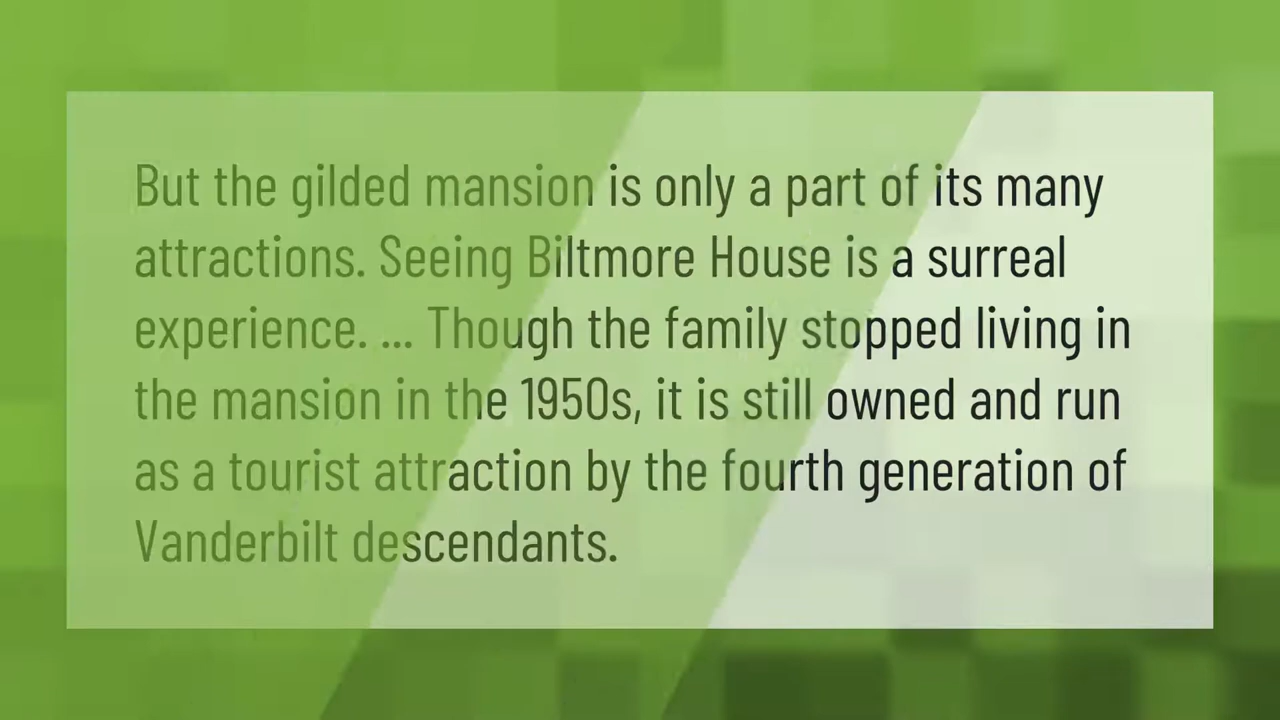 But the gilded mansion is only a part of its many
attractions. Seeing Biltmore House is a surreal
experience. ... Though the family stopped living in
the mansion in the 1950s, it is still owned and run
as a tourist attraction by the fourth generation of
Vanderbilt descendants.